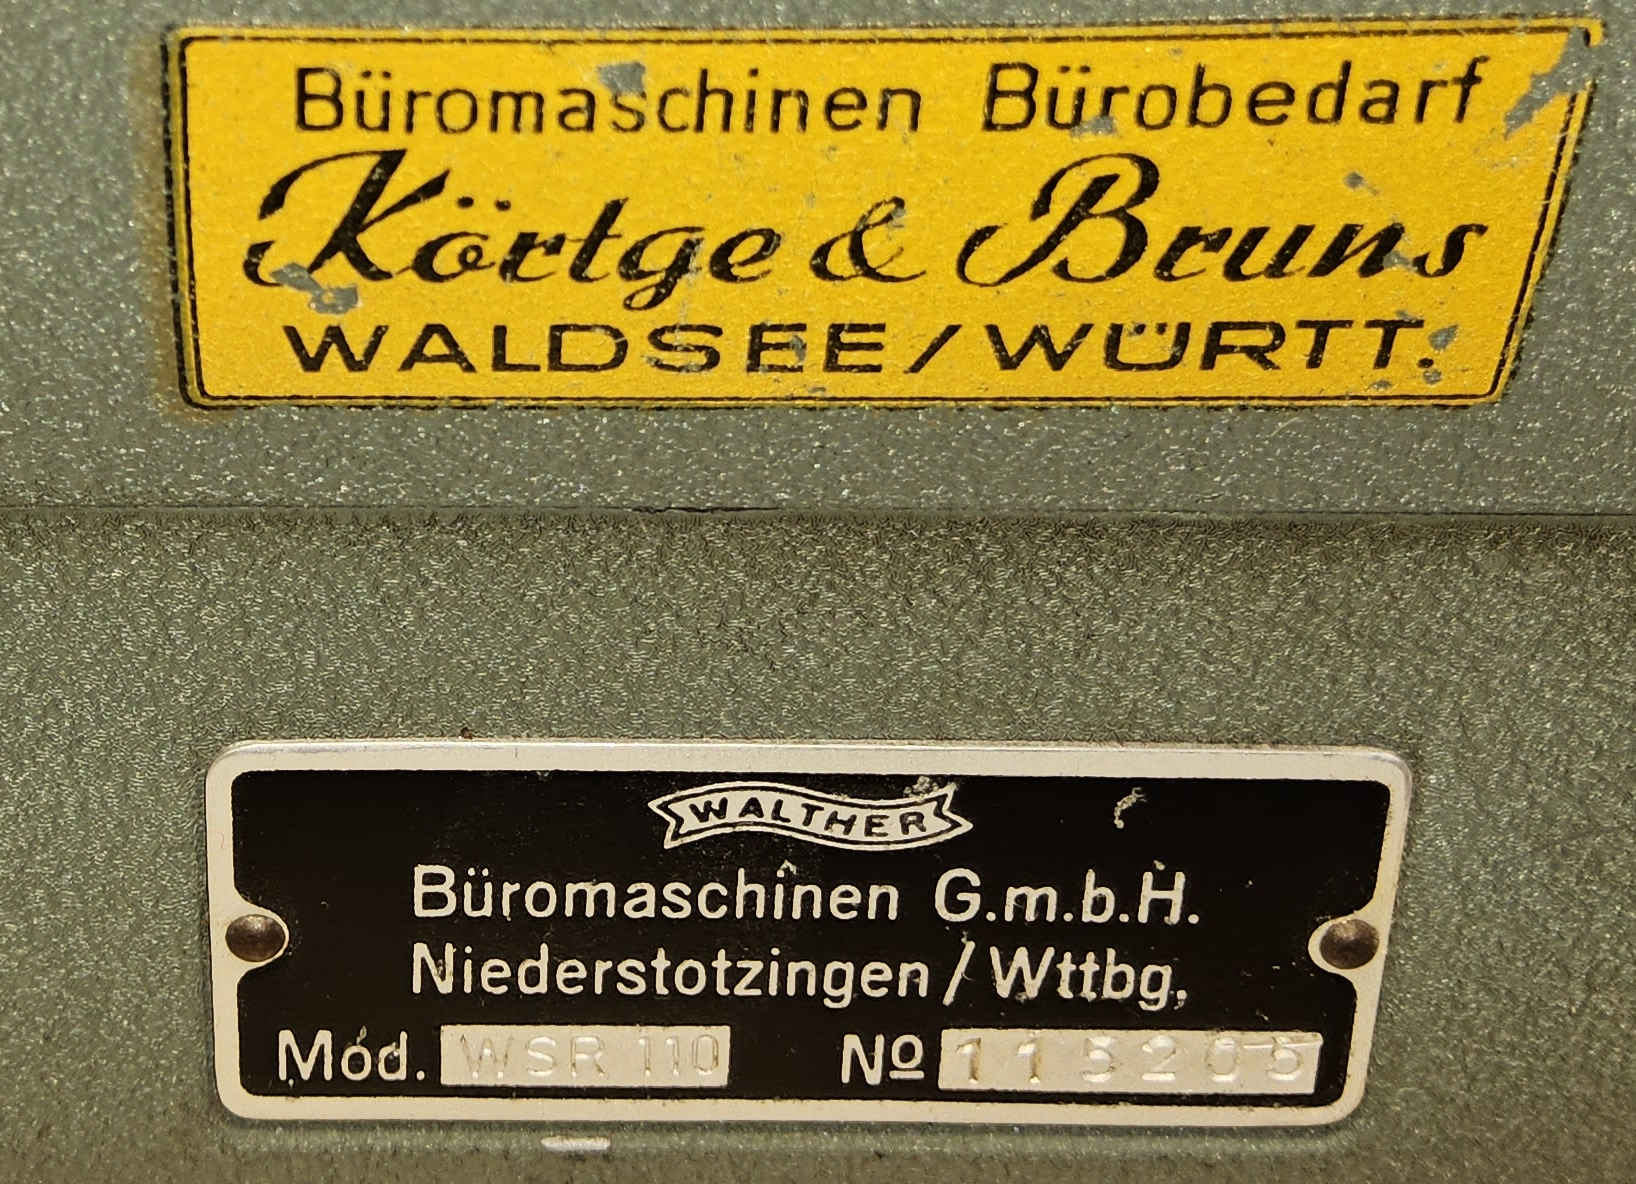 Büromaschinen Bürobedarf
Körtge & Bruns
WALDSEE/WÜRTT.
WALTHER
Büromaschinen G.m.b.H.
Niederstotzingen/Wttbg.
Mod. WSR 110 Nº 115205